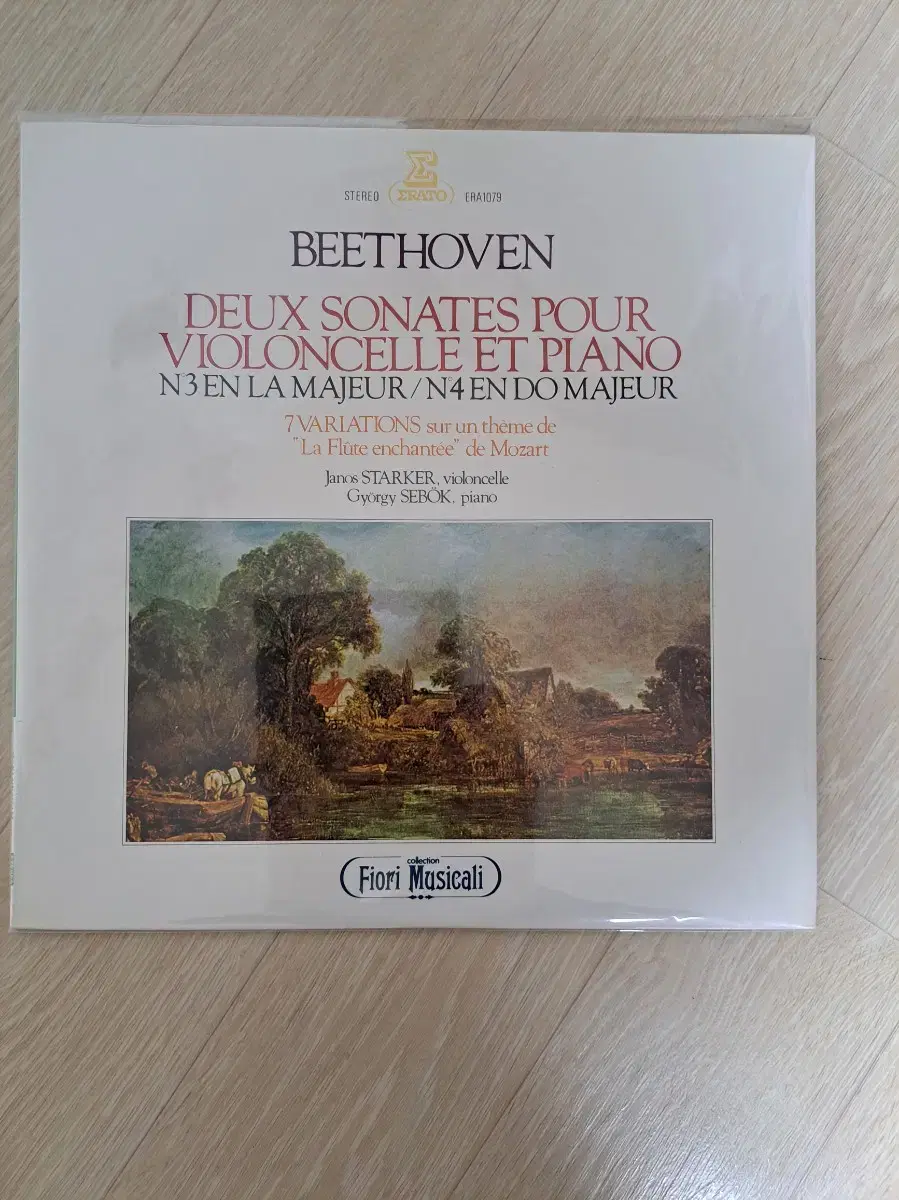 STEREO ΣRATO ERA1079
BEETHOVEN
DEUX SONATES POUR
VIOLONCELLE ET PIANO
N3 EN LA MAJEUR / N4 EN DO MAJEUR
7 VARIATIONS sur un thème de
"La Flûte enchantée" de Mozart
Janos STARKER, violoncelle
György SEBÖK, piano
collection
Fiori Musicali